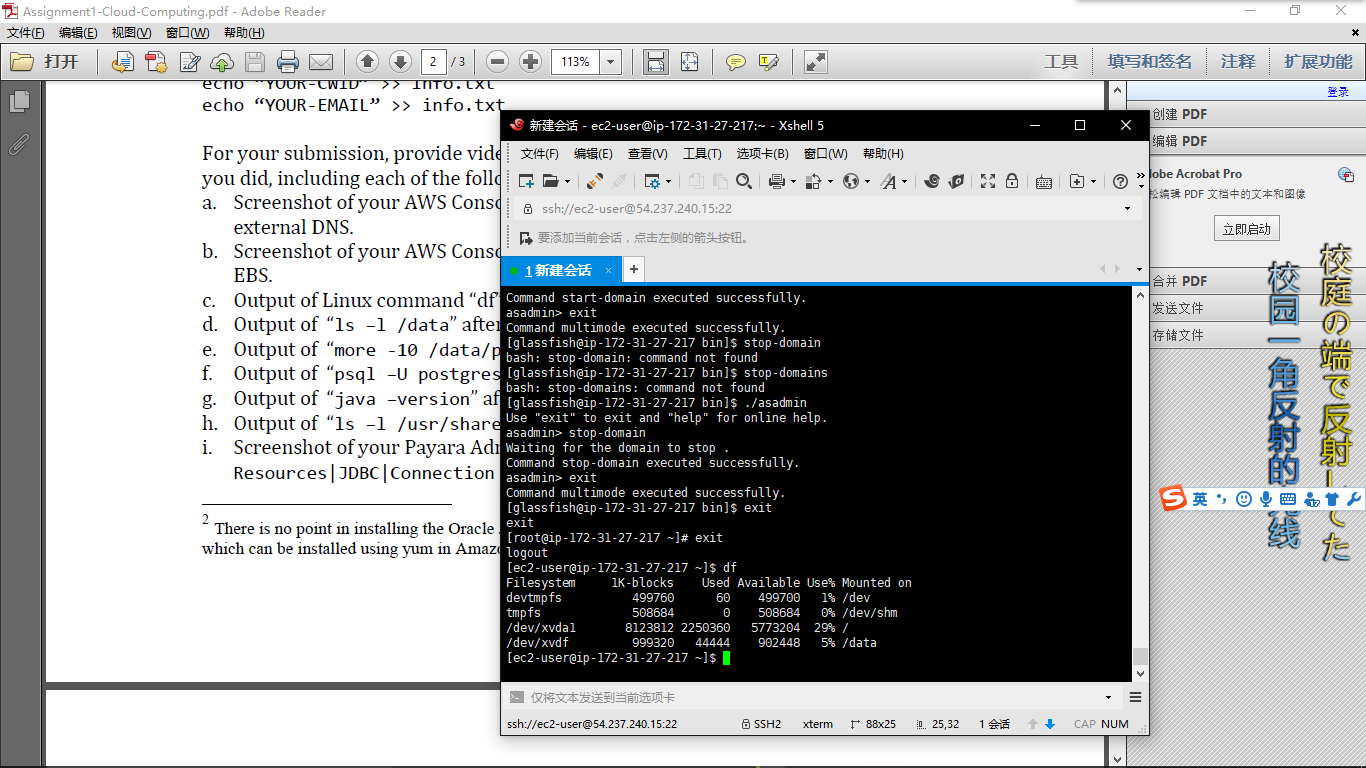 Assignment1-Cloud-Computing.pdf - Adobe Reader
文件(F) 编辑(E) 视图(V) 窗口(W) 帮助(H)
打开 2 / 3 113% 工具 填写和签名 注释 扩展功能
登录
echo “YOUR-CWID” >> info.txt
echo “YOUR-EMAIL” >> info.txt
For your submission, provide
you did, including each of the
a. Screenshot of your AWS
external DNS.
b. Screenshot of your AWS
EBS.
c. Output of Linux command “df”
d. Output of “ls –l /data”
e. Output of “more -10
f. Output of “psql –U
g. Output of “java –version”
h. Output of “ls –l
i. Screenshot of your Payara
Resources|JDBC|Connection
2 There is no point in installing the Oracle
which can be installed using yum in
新建会话 - ec2-user@ip-172-31-27-217:~ - Xshell 5
文件(F) 编辑(E) 查看(V) 工具(T) 选项卡(B) 窗口(W) 帮助(H)
ssh://ec2-user@54.237.240.15:22
要添加当前会话，点击左侧的箭头按钮。
1 新建会话 × +
Command start-domain executed successfully.
asadmin> exit
Command multimode executed successfully.
[glassfish@ip-172-31-27-217 bin]$ stop-domain
bash: stop-domain: command not found
[glassfish@ip-172-31-27-217 bin]$ stop-domains
bash: stop-domains: command not found
[glassfish@ip-172-31-27-217 bin]$ ./asadmin
Use "exit" to exit and "help" for online help.
asadmin> stop-domain
Waiting for the domain to stop .
Command stop-domain executed successfully.
asadmin> exit
Command multimode executed successfully.
[glassfish@ip-172-31-27-217 bin]$ exit
exit
[root@ip-172-31-27-217 ~]# exit
logout
[ec2-user@ip-172-31-27-217 ~]$ df
Filesystem 1K-blocks Used Available Use% Mounted on
devtmpfs 499760 60 499700 1% /dev
tmpfs 508684 0 508684 0% /dev/shm
/dev/xvda1 8123812 2250360 5773204 29% /
/dev/xvdf 999320 44444 902448 5% /data
[ec2-user@ip-172-31-27-217 ~]$
仅将文本发送到当前选项卡
ssh://ec2-user@54.237.240.15:22 SSH2 xterm 88x25 25,32 1 会话 CAP NUM
创建 PDF
编辑 PDF
Acrobat Pro
编辑 PDF 文档中的文本和图像
立即启动
合并 PDF
发送文件
存储文件
校庭の端で反射してた
校园一角反射的 线
英